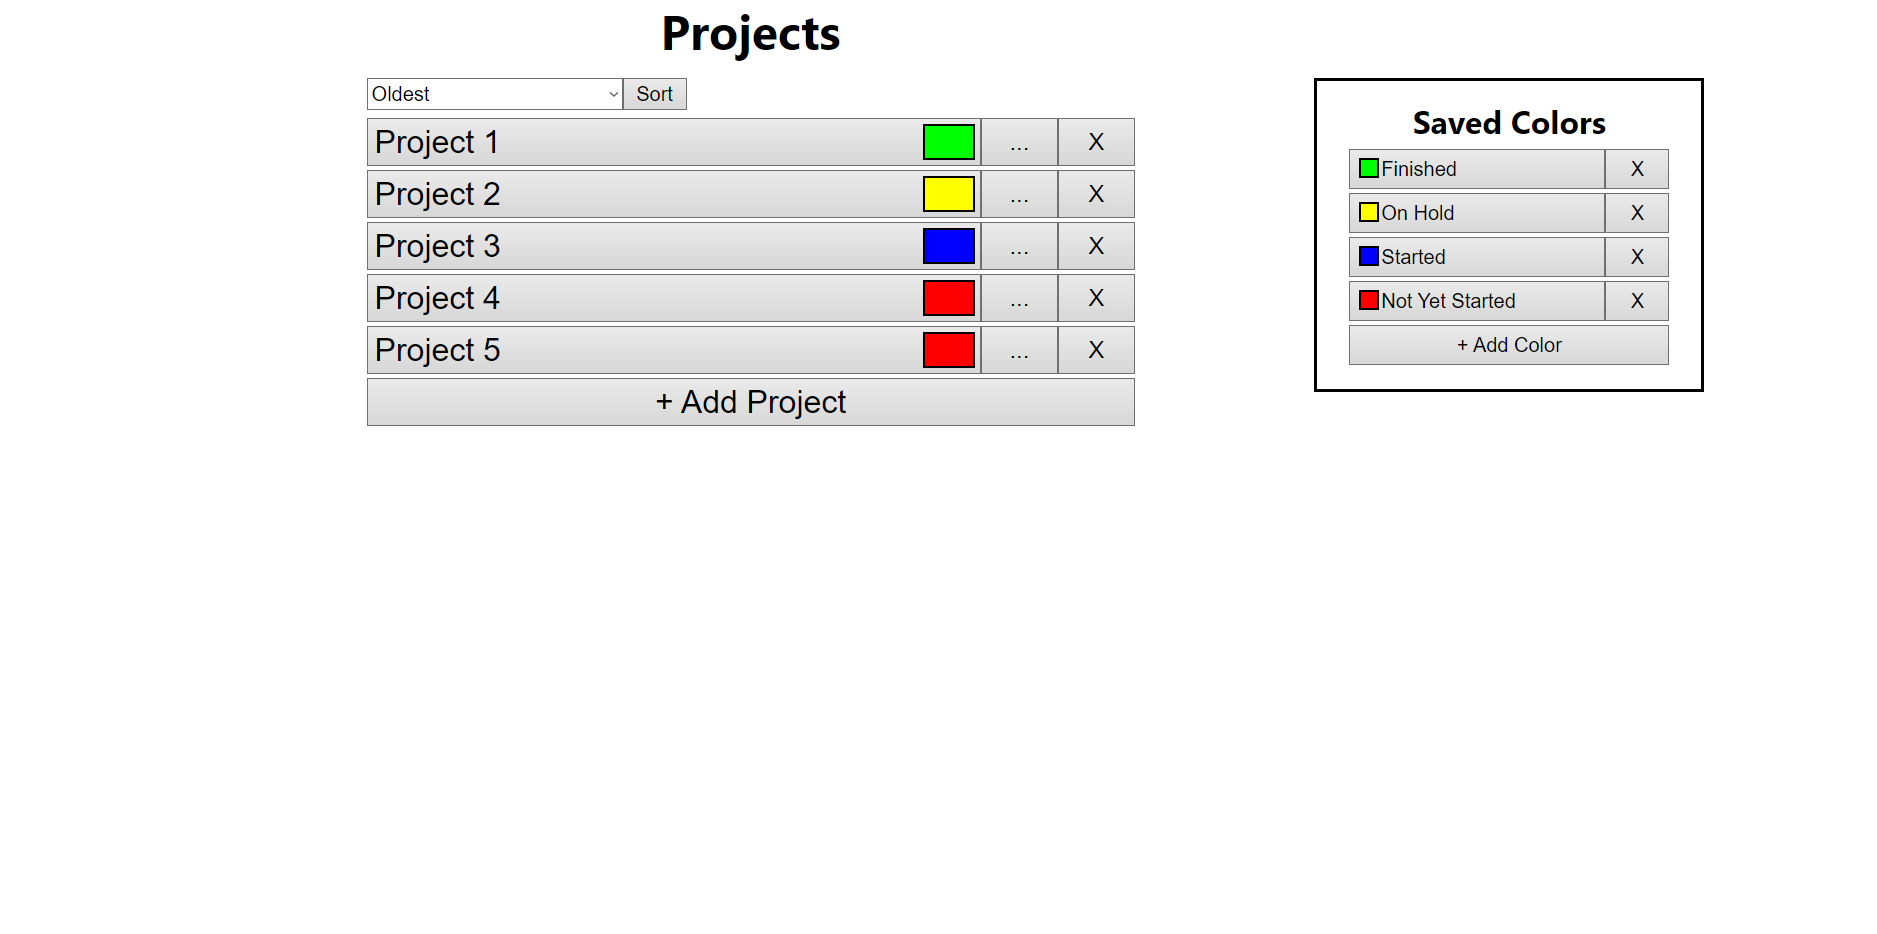 Projects
Oldest Sort
Project 1 ... X
Project 2 ... X
Project 3 ... X
Project 4 ... X
Project 5 ... X
+ Add Project
Saved Colors
Finished X
On Hold X
Started X
Not Yet Started X
+ Add Color